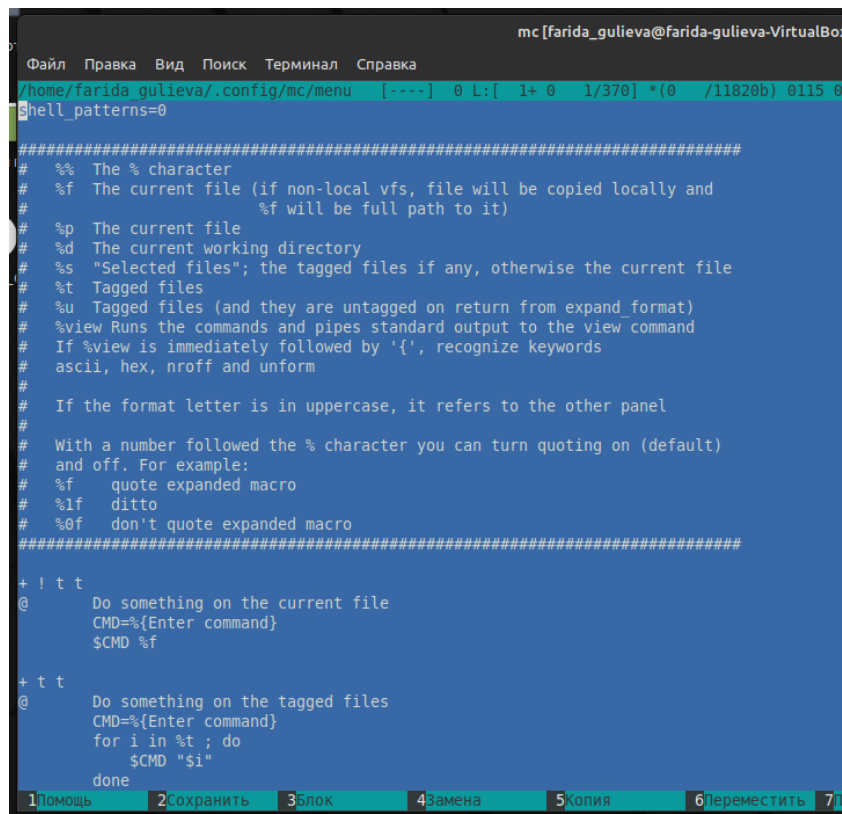 mc [farida_gulieva@farida-gulieva-VirtualBox
Файл Правка Вид Поиск Терминал Справка
/home/farida_gulieva/.config/mc/menu   [----]  0 L:[  1+ 0   1/370] *(0   /11820b) 0115 0
shell_patterns=0
##############################################################################
#   %%  The % character
#   %f  The current file (if non-local vfs, file will be copied locally and
#                         %f will be full path to it)
#   %p  The current file
#   %d  The current working directory
#   %s  "Selected files"; the tagged files if any, otherwise the current file
#   %t  Tagged files
#   %u  Tagged files (and they are untagged on return from expand_format)
#   %view Runs the commands and pipes standard output to the view command
#   If %view is immediately followed by '{', recognize keywords
#   ascii, hex, nroff and unform
#
#   If the format letter is in uppercase, it refers to the other panel
#
#   With a number followed the % character you can turn quoting on (default)
#   and off. For example:
#   %f    quote expanded macro
#   %1f   ditto
#   %0f   don't quote expanded macro
##############################################################################
+ ! t t
@       Do something on the current file
        CMD=%{Enter command}
        $CMD %f
+ t t
@       Do something on the tagged files
        CMD=%{Enter command}
        for i in %t ; do
            $CMD "$i"
        done
1Помощь 2Сохранить 3Блок 4Замена 5Копия 6Переместить 7